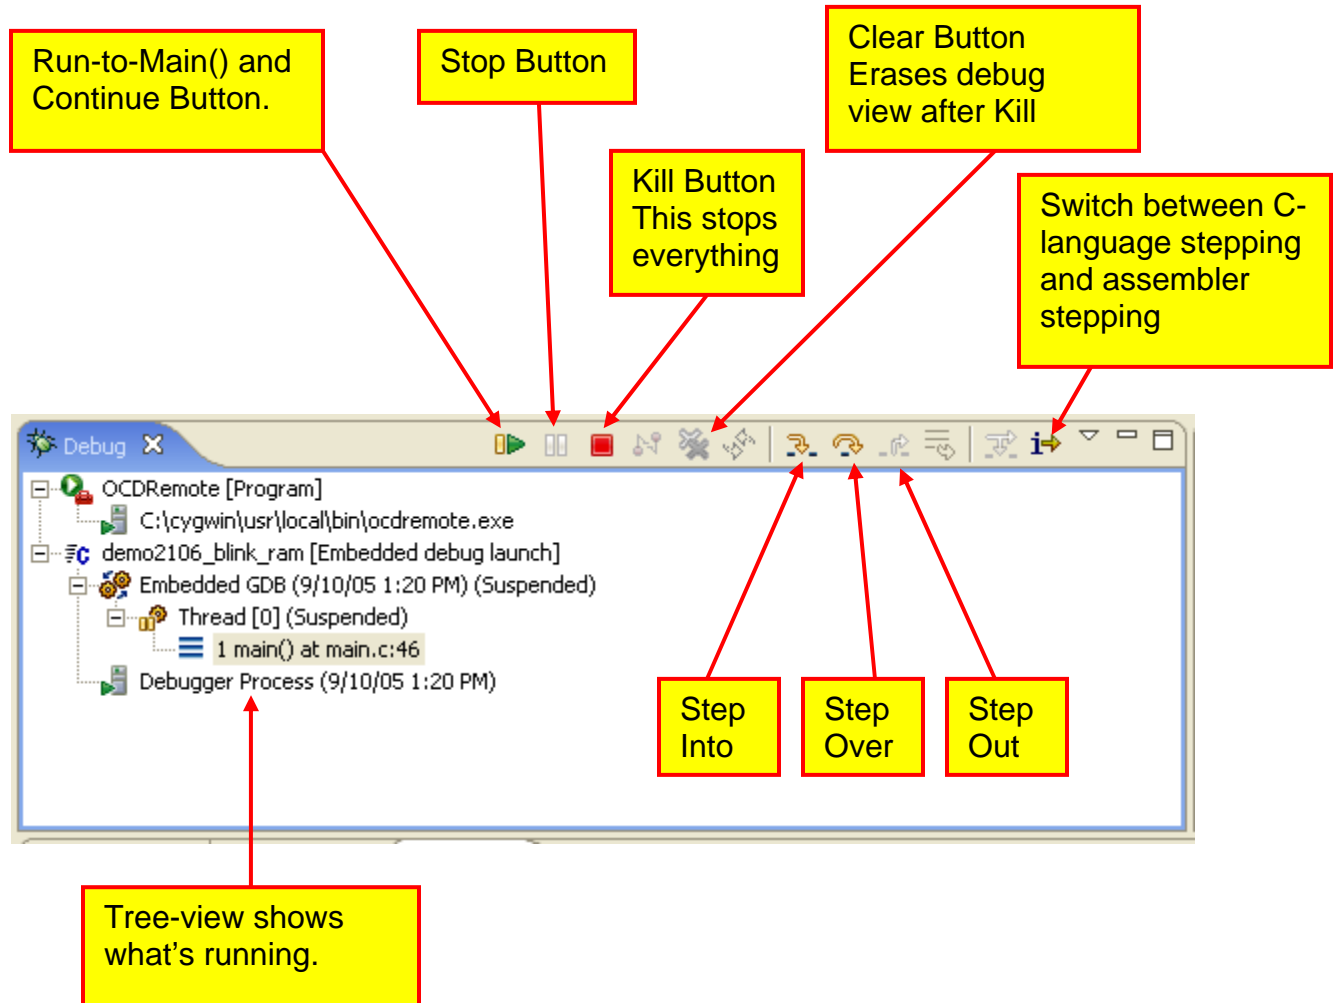 Run-to-Main() and
Continue Button.
Stop Button
Clear Button
Erases debug
view after Kill
Kill Button
This stops
everything
Switch between C-
language stepping
and assembler
stepping
Debug
i
OCDRemote [Program]
C:\cygwin\usr\local\bin\ocdremote.exe
C demo2106_blink_ram [Embedded debug launch]
Embedded GDB (9/10/05 1:20 PM) (Suspended)
Thread [0] (Suspended)
1 main() at main.c:46
Debugger Process (9/10/05 1:20 PM)
Step
Into
Step
Over
Step
Out
Tree-view shows
what’s running.